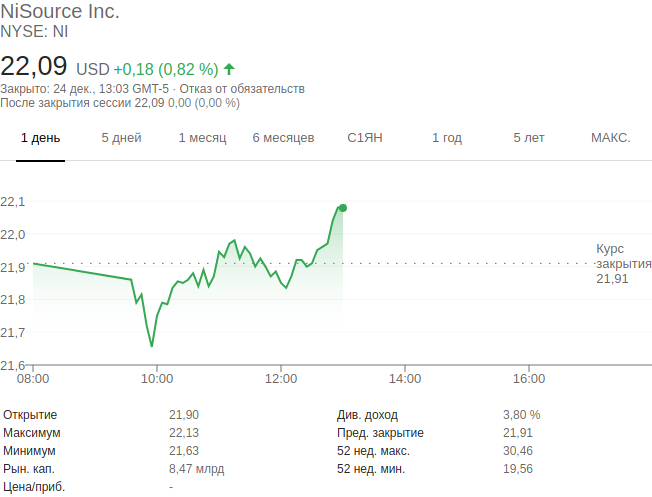 NiSource Inc.
NYSE: NI
22,09 USD +0,18 (0,82 %)
Закрыто: 24 дек., 13:03 GMT-5 · Отказ от обязательств
После закрытия сессии 22,09 0,00 (0,00 %)
1 день 5 дней 1 месяц 6 месяцев С1ЯН 1 год 5 лет МАКС.
22,1
22,0
21,9
21,8
21,7
21,6
Курс
закрытия
21,91
08:00 10:00 12:00 14:00 16:00
Открытие 21,90 Див. доход 3,80 %
Максимум 22,13 Пред. закрытие 21,91
Минимум 21,63 52 нед. макс. 30,46
Рын. кап. 8,47 млрд 52 нед. мин. 19,56
Цена/приб. -